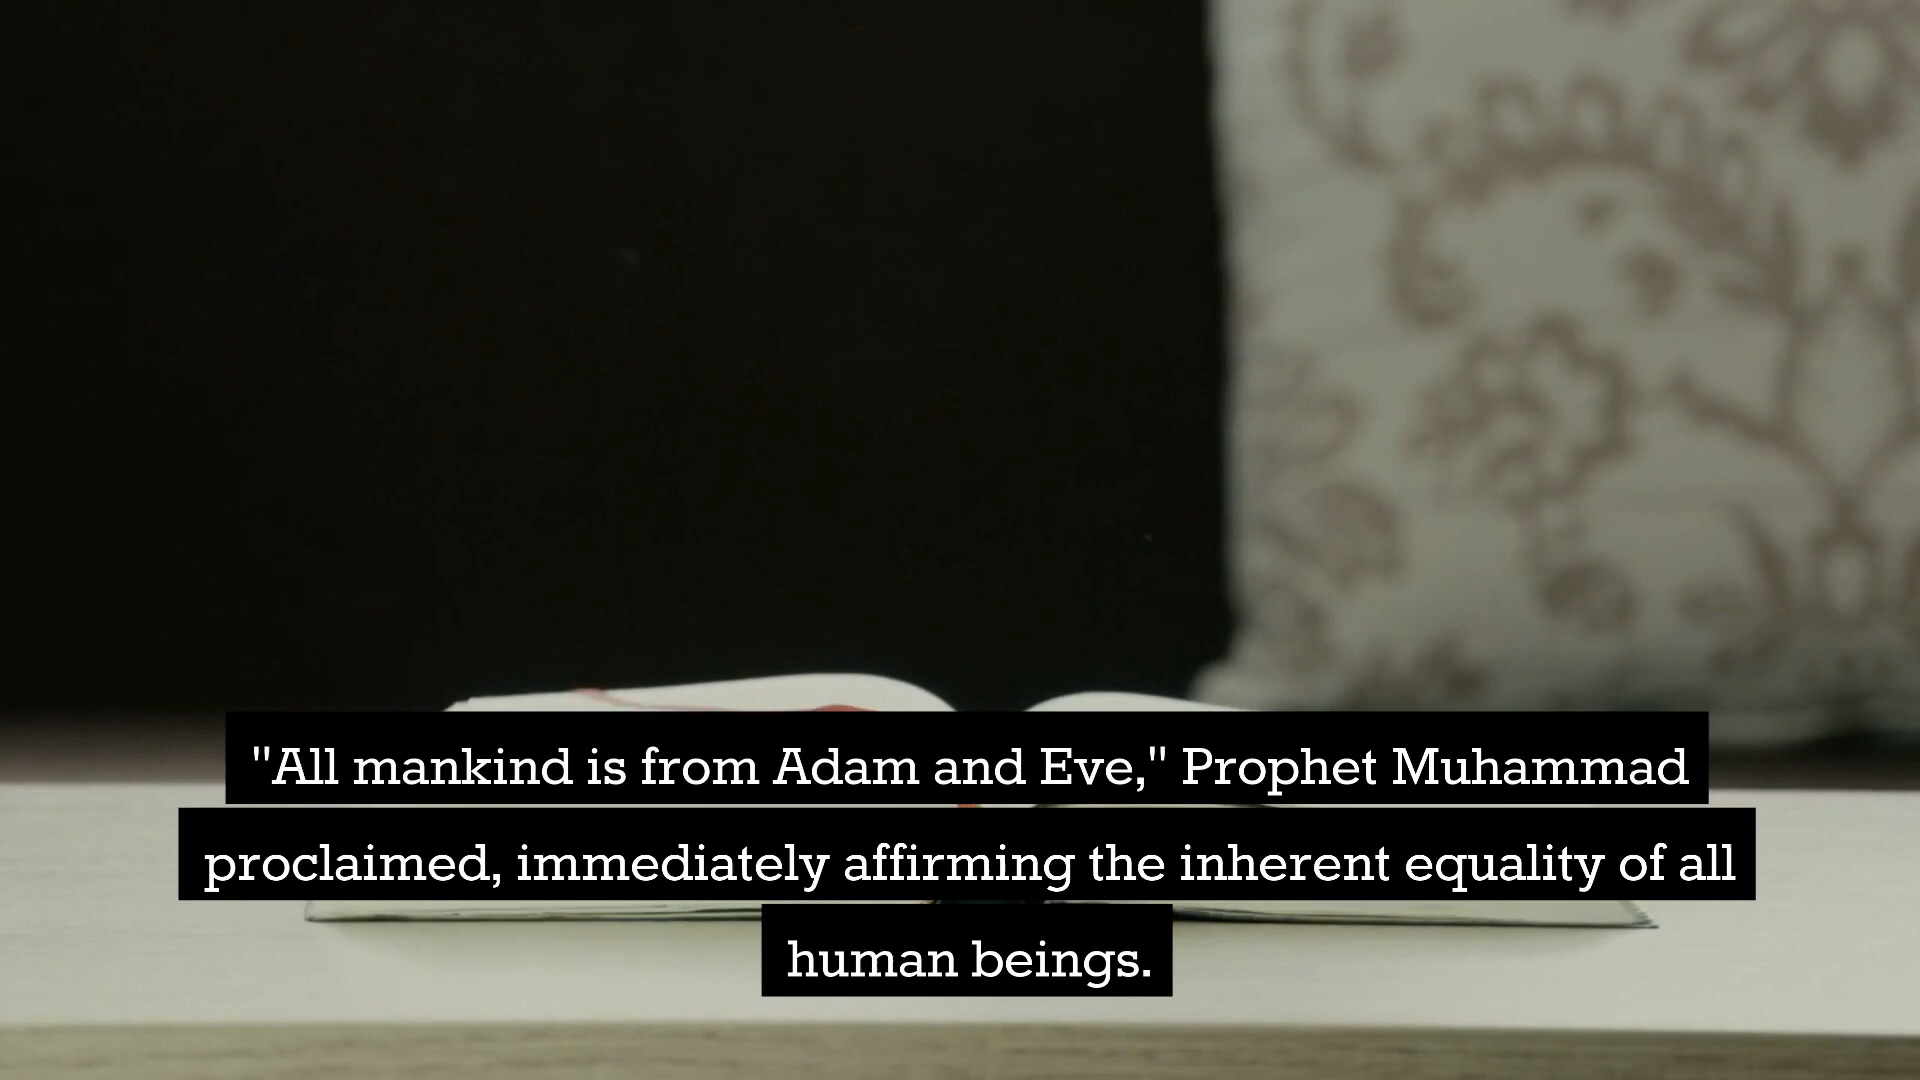 "All mankind is from Adam and Eve," Prophet Muhammad
proclaimed, immediately affirming the inherent equality of all
human beings.